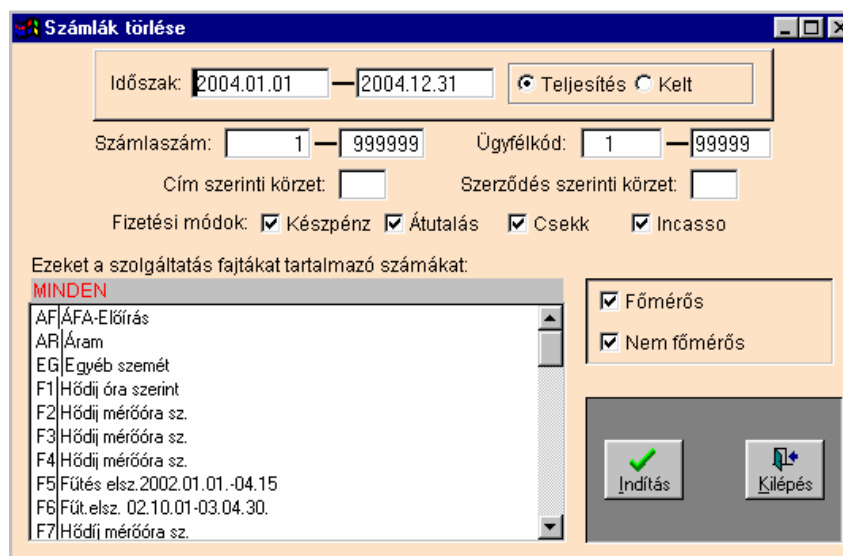 Számlák törlése
Időszak: 2004.01.01 — 2004.12.31 Teljesítés Kelt
Számlaszám: 1 — 999999 Ügyfélkód: 1 — 99999
Cím szerinti körzet: Szerződés szerinti körzet:
Fizetési módok: Készpénz Átutalás Csekk Incasso
Ezeket a szolgáltatás fajtákat tartalmazó számákat:
MINDEN
AF ÁFA-Előírás
AR Áram
EG Egyéb szemét
F1 Hődij óra szerint
F2 Hődij mérőóra sz.
F3 Hődij mérőóra sz.
F4 Hődij mérőóra sz.
F5 Fűtés elsz.2002.01.01.-04.15
F6 Fűt.elsz. 02.10.01-03.04.30.
F7 Hődíj mérőóra sz.
Főmérős
Nem főmérős
Indítás Kilépés